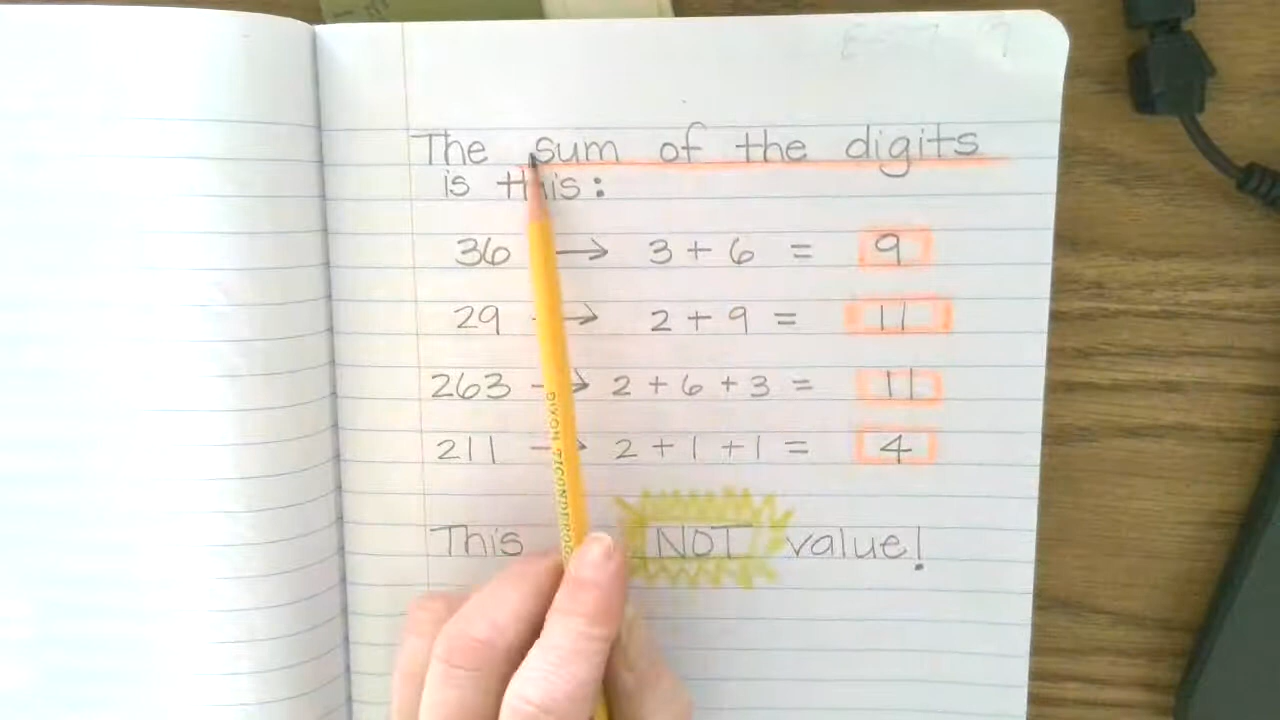 The sum of the digits
is this:
36 → 3 + 6 = 9
29 → 2 + 9 = 11
263 → 2 + 6 + 3 = 11
211 → 2 + 1 + 1 = 4
This NOT value!
DIXON TICONDEROG